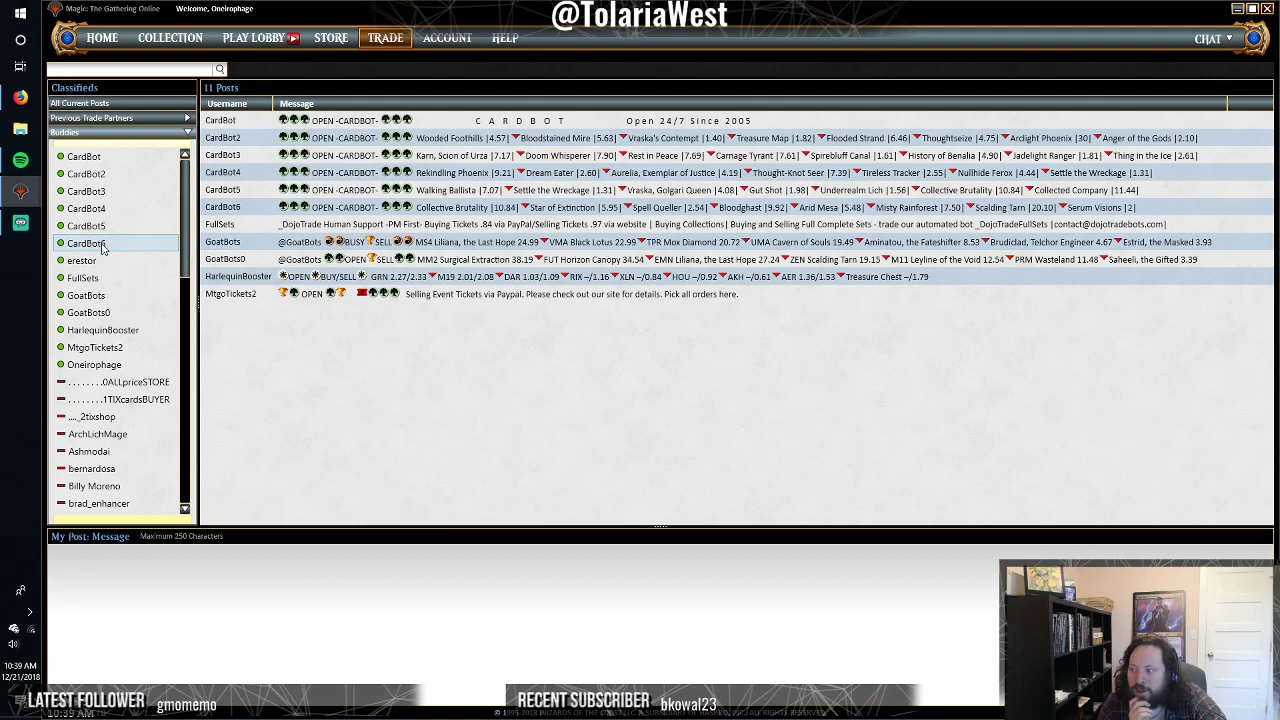 Magic: The Gathering Online Welcome, Oneirophage
@TolariaWest
HOME COLLECTION PLAY LOBBY STORE TRADE ACCOUNT HELP CHAT
Classifieds
All Current Posts
Previous Trade Partners
Buddies
CardBot
CardBot2
CardBot3
CardBot4
CardBot5
CardBot6
erestor
FullSets
GoatBots
GoatBots0
HarlequinBooster
MtgoTickets2
Oneirophage
. . . . . . . .0ALLpriceSTORE
. . . . . . . .1TIXcardsBUYER
...._2tixshop
ArchLichMage
Ashmodai
bernardosa
Billy Moreno
brad_enhancer
11 Posts
Username Message
CardBot OPEN -CARDBOT- C A R D B O T Open 24/7 Since 2005
CardBot2 OPEN -CARDBOT- Wooded Foothills |4.57| Bloodstained Mire |5.63| Vraska's Contempt |1.40| Treasure Map |1.82| Flooded Strand |6.46| Thoughtseize |4.75| Arclight Phoenix |30| Anger of the Gods |2.10|
CardBot3 OPEN -CARDBOT- Karn, Scion of Urza |7.17| Doom Whisperer |7.90| Rest in Peace |7.69| Carnage Tyrant |7.61| Spirebluff Canal |1.61| History of Benalia |4.90| Jadelight Ranger |1.81| Thing in the Ice |2.61|
CardBot4 OPEN -CARDBOT- Rekindling Phoenix |9.21| Dream Eater |2.60| Aurelia, Exemplar of Justice |4.19| Thought-Knot Seer |7.39| Tireless Tracker |2.55| Nullhide Ferox |4.44| Settle the Wreckage |1.31|
CardBot5 OPEN -CARDBOT- Walking Ballista |7.07| Settle the Wreckage |1.31| Vraska, Golgari Queen |4.08| Gut Shot |1.98| Underrealm Lich |1.56| Collective Brutality |10.84| Collected Company |11.44|
CardBot6 OPEN -CARDBOT- Collective Brutality |10.84| Star of Extinction |5.95| Spell Queller |2.54| Bloodghast |9.92| Arid Mesa |5.48| Misty Rainforest |7.50| Scalding Tarn |20.10| Serum Visions |2|
FullSets _DojoTrade Human Support -PM First- Buying Tickets .84 via PayPal/Selling Tickets .97 via website | Buying Collections| Buying and Selling Full Complete Sets - trade our automated bot _DojoTradeFullSets |contact@dojotradebots.com|
GoatBots @GoatBots BUSY SELL MS4 Liliana, the Last Hope 24.99 VMA Black Lotus 22.99 TPR Mox Diamond 20.72 UMA Cavern of Souls 19.49 Aminatou, the Fateshifter 8.53 Brudiclad, Telchor Engineer 4.67 Estrid, the Masked 3.93
GoatBots0 @GoatBots OPEN SELL MM2 Surgical Extraction 38.19 FUT Horizon Canopy 34.54 EMN Liliana, the Last Hope 27.24 ZEN Scalding Tarn 19.15 M11 Leyline of the Void 12.54 PRM Wasteland 11.48 Saheeli, the Gifted 3.39
HarlequinBooster OPEN BUY/SELL GRN 2.27/2.33 M19 2.01/2.08 DAR 1.03/1.09 RIX –/1.16 XLN –/0.84 HOU –/0.92 AKH –/0.61 AER 1.36/1.53 Treasure Chest –/1.79
MtgoTickets2 OPEN Selling Event Tickets via Paypal. Please check out our site for details. Pick all orders here.
My Post: Message Maximum 250 Characters
10:39 AM
12/21/2018
LATEST FOLLOWER gmomemo
RECENT SUBSCRIBER bkowal23
10:39 AM